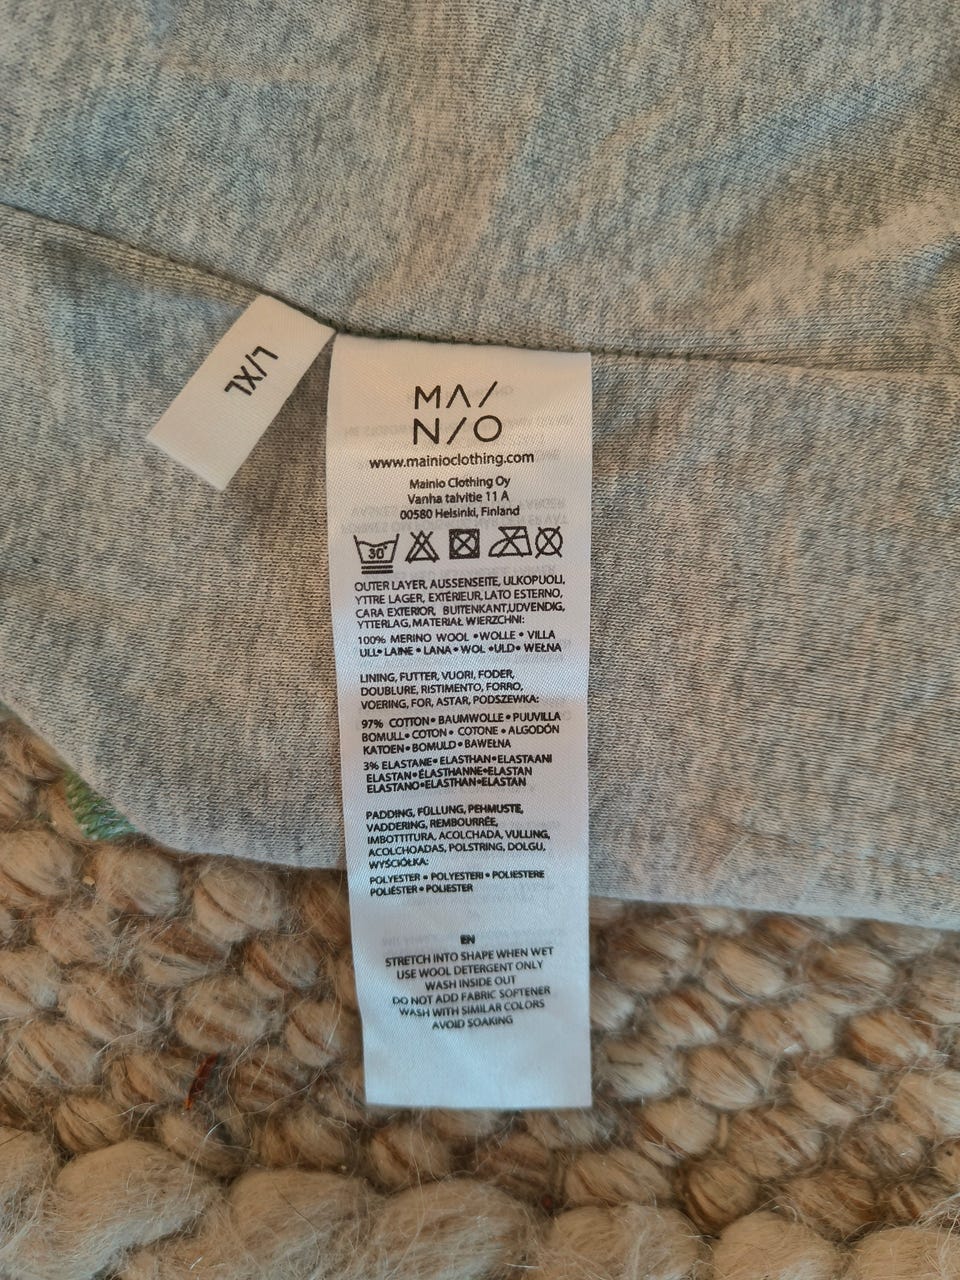 L/XL
MA/
N/O
www.mainioclothing.com
Mainio Clothing Oy
Vanha talvitie 11 A
00580 Helsinki, Finland
30°
OUTER LAYER, AUSSENSEITE, ULKOPUOLI,
YTTRE LAGER, EXTÉRIEUR, LATO ESTERNO,
CARA EXTERIOR, BUITENKANT,UDVENDIG,
YTTERLAG, MATERIAŁ WIERZCHNI:
100% MERINO WOOL •WOLLE • VILLA
ULL• LAINE • LANA• WOL •ULD• WEŁNA
LINING, FUTTER, VUORI, FODER,
DOUBLURE, RISTIMENTO, FORRO,
VOERING, FOR, ASTAR, PODSZEWKA:
97% COTTON• BAUMWOLLE • PUUVILLA
BOMULL• COTON • COTONE • ALGODÓN
KATOEN • BOMULD • BAWEŁNA
3% ELASTANE• ELASTHAN•ELASTAANI
ELASTAN•ÉLASTHANNE•ELASTAN
ELASTANO•ELASTHAN•ELASTAN
PADDING, FÜLLUNG, PEHMUSTE,
VADDERING, REMBOURRÉE,
IMBOTTITURA, ACOLCHADA, VULLING,
ACOLCHOADAS, POLSTRING, DOLGU,
WYŚCIÓŁKA:
POLYESTER • POLYESTERI • POLIESTERE
POLIÉSTER • POLIESTER
EN
STRETCH INTO SHAPE WHEN WET
USE WOOL DETERGENT ONLY
WASH INSIDE OUT
DO NOT ADD FABRIC SOFTENER
WASH WITH SIMILAR COLORS
AVOID SOAKING